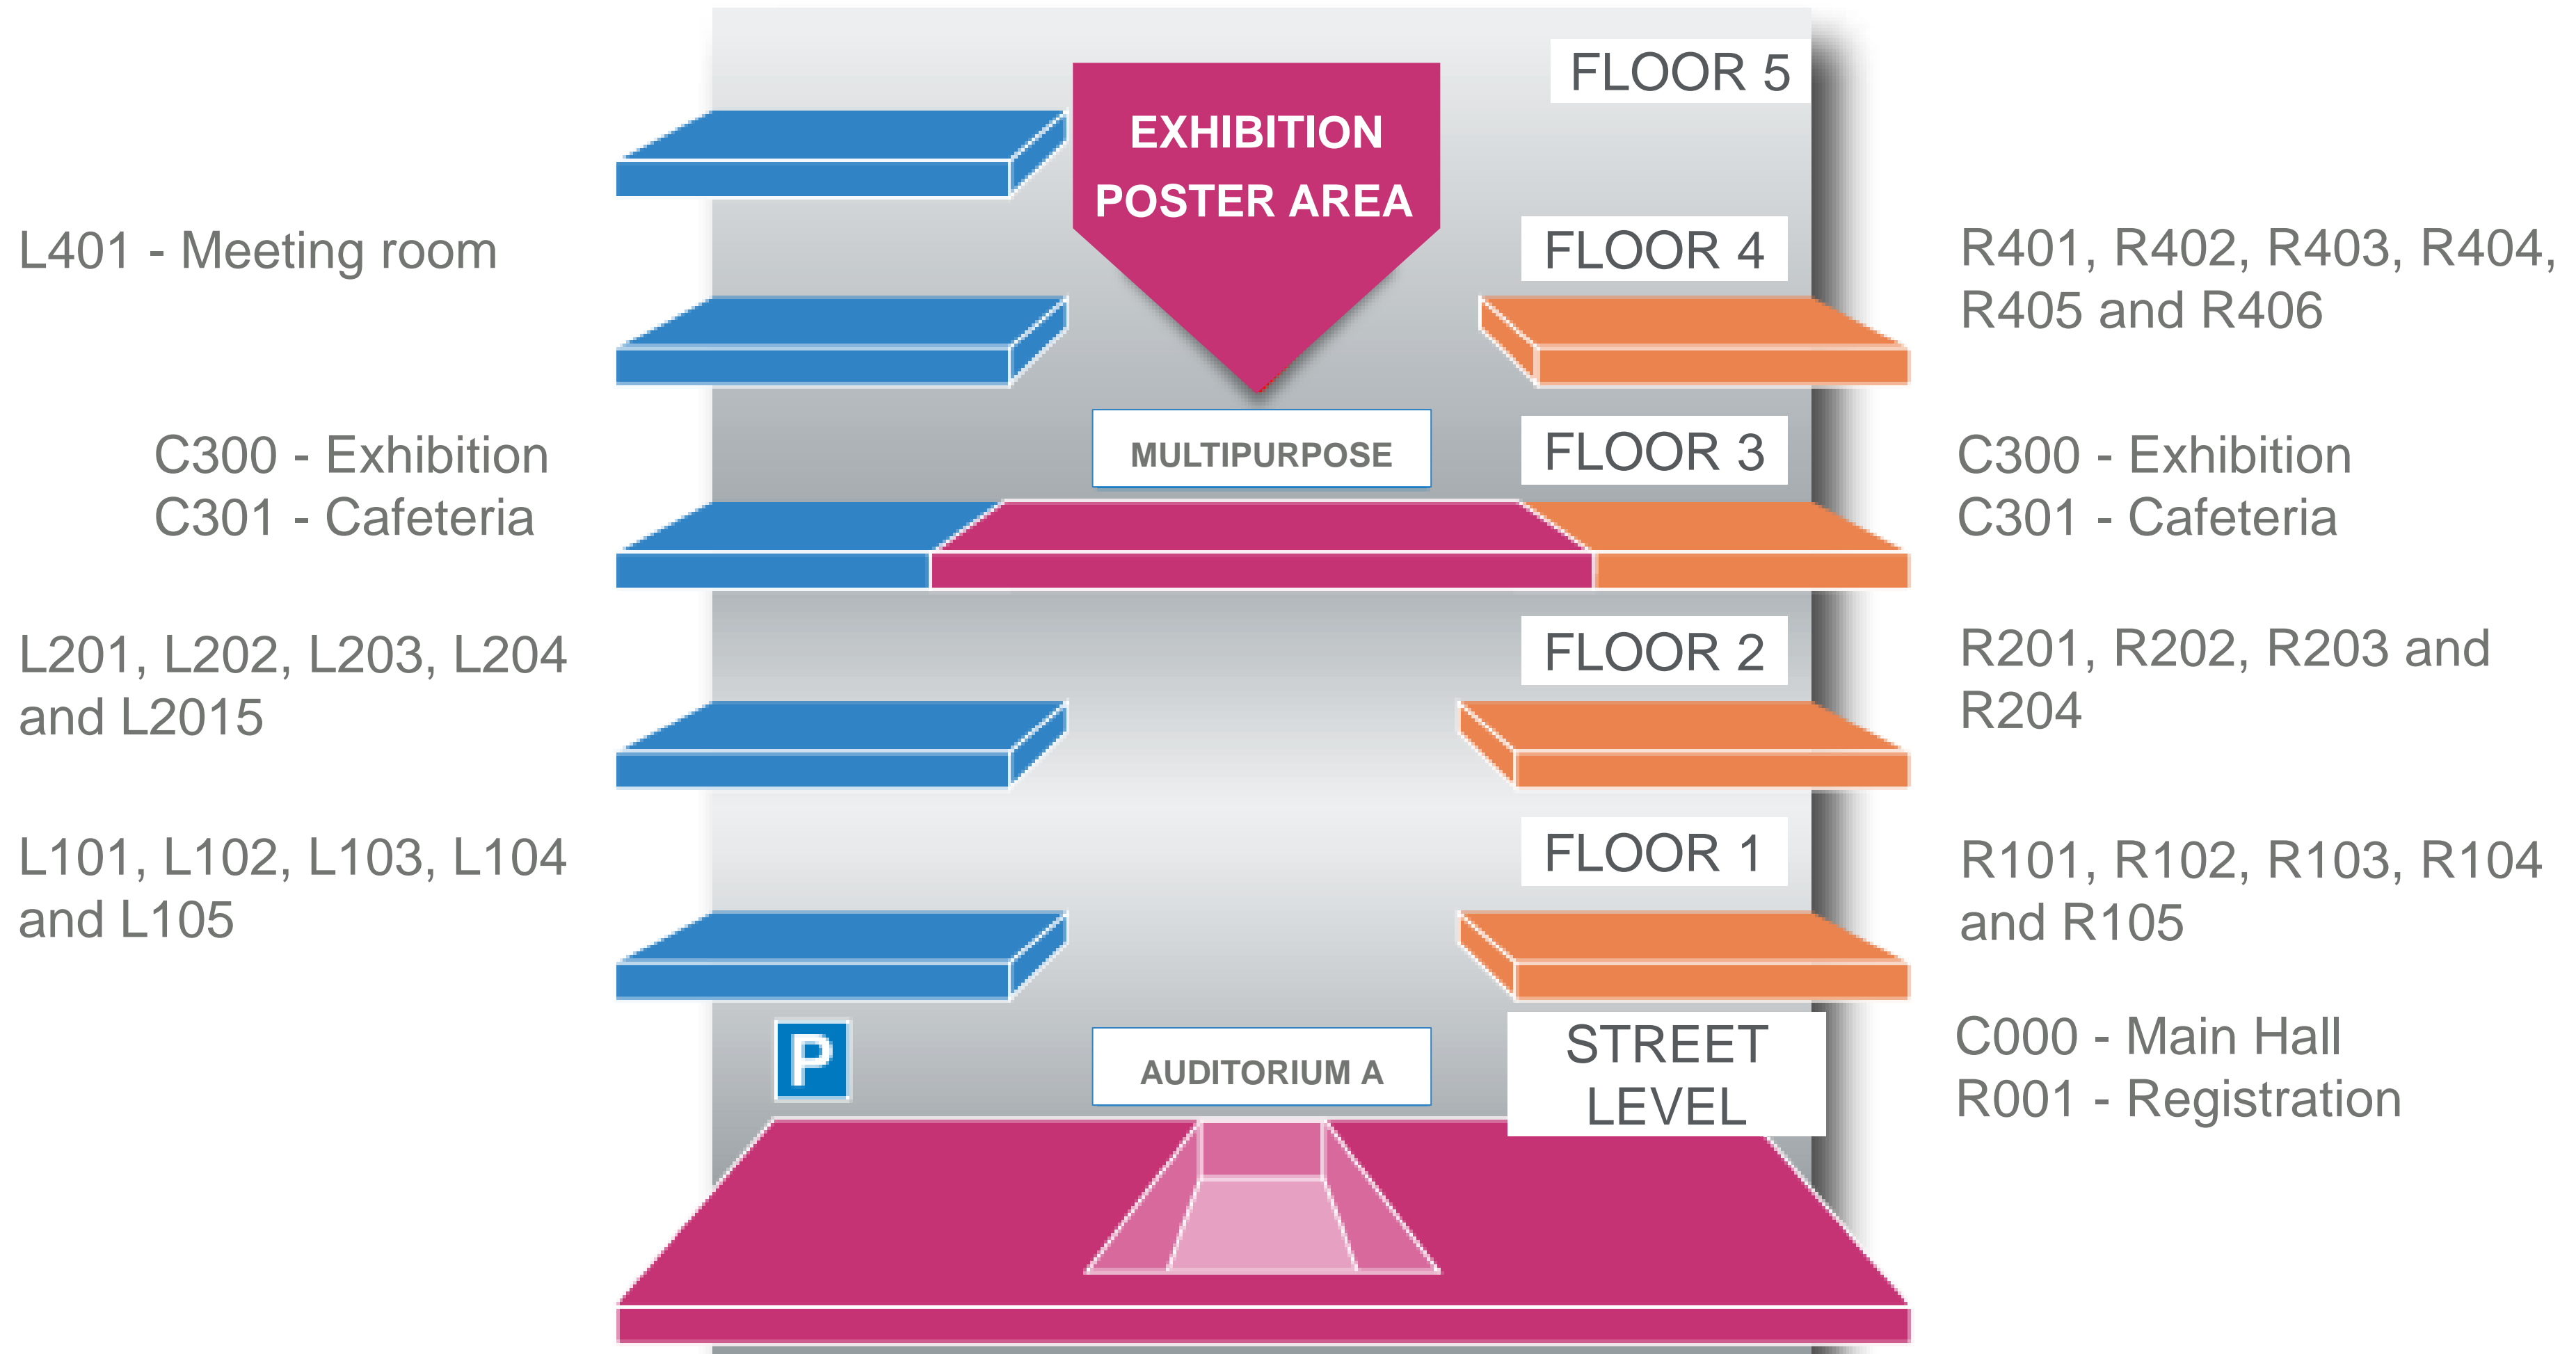 FLOOR 5
EXHIBITION
POSTER AREA
L401 - Meeting room
FLOOR 4
R401, R402, R403, R404,
R405 and R406
C300 - Exhibition
C301 - Cafeteria
MULTIPURPOSE
FLOOR 3
C300 - Exhibition
C301 - Cafeteria
L201, L202, L203, L204
and L2015
FLOOR 2
R201, R202, R203 and
R204
L101, L102, L103, L104
and L105
FLOOR 1
R101, R102, R103, R104
and R105
P
AUDITORIUM A
STREET
LEVEL
C000 - Main Hall
R001 - Registration